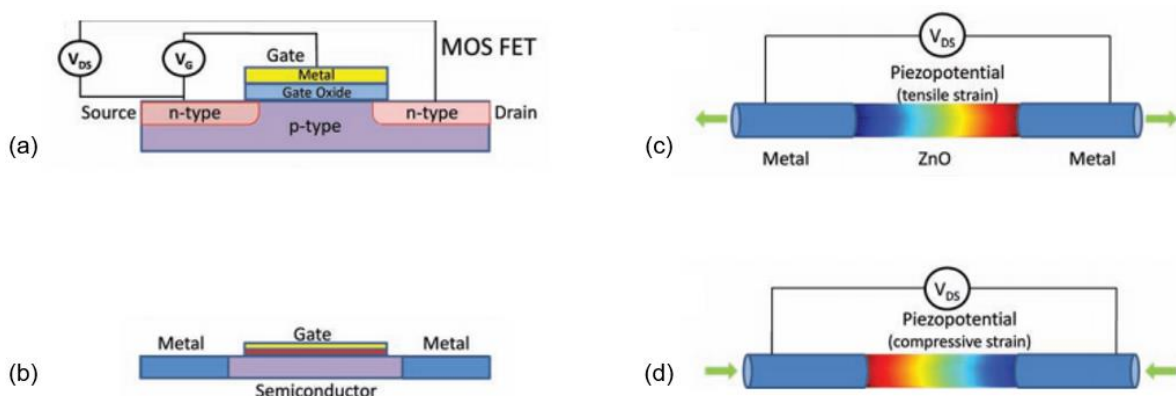 MOS FET
V_DS
V_G
Gate
Metal
Gate Oxide
Source
n-type
n-type
Drain
p-type
(a)
V_DS
Piezopotential
(tensile strain)
(c)
Metal
ZnO
Metal
Metal
Gate
Metal
(b)
Semiconductor
V_DS
Piezopotential
(compressive strain)
(d)